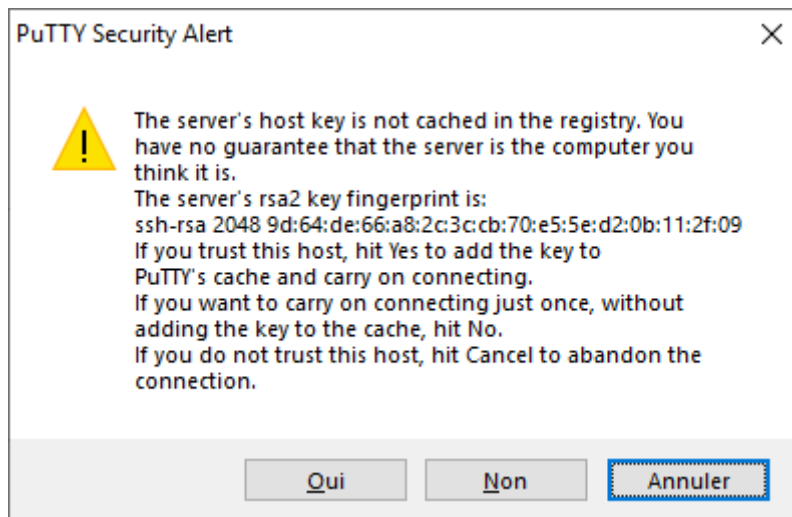 PuTTY Security Alert
The server's host key is not cached in the registry. You
have no guarantee that the server is the computer you
think it is.
The server's rsa2 key fingerprint is:
ssh-rsa 2048 9d:64:de:66:a8:2c:3c:cb:70:e5:5e:d2:0b:11:2f:09
If you trust this host, hit Yes to add the key to
PuTTY's cache and carry on connecting.
If you want to carry on connecting just once, without
adding the key to the cache, hit No.
If you do not trust this host, hit Cancel to abandon the
connection.
Oui Non Annuler